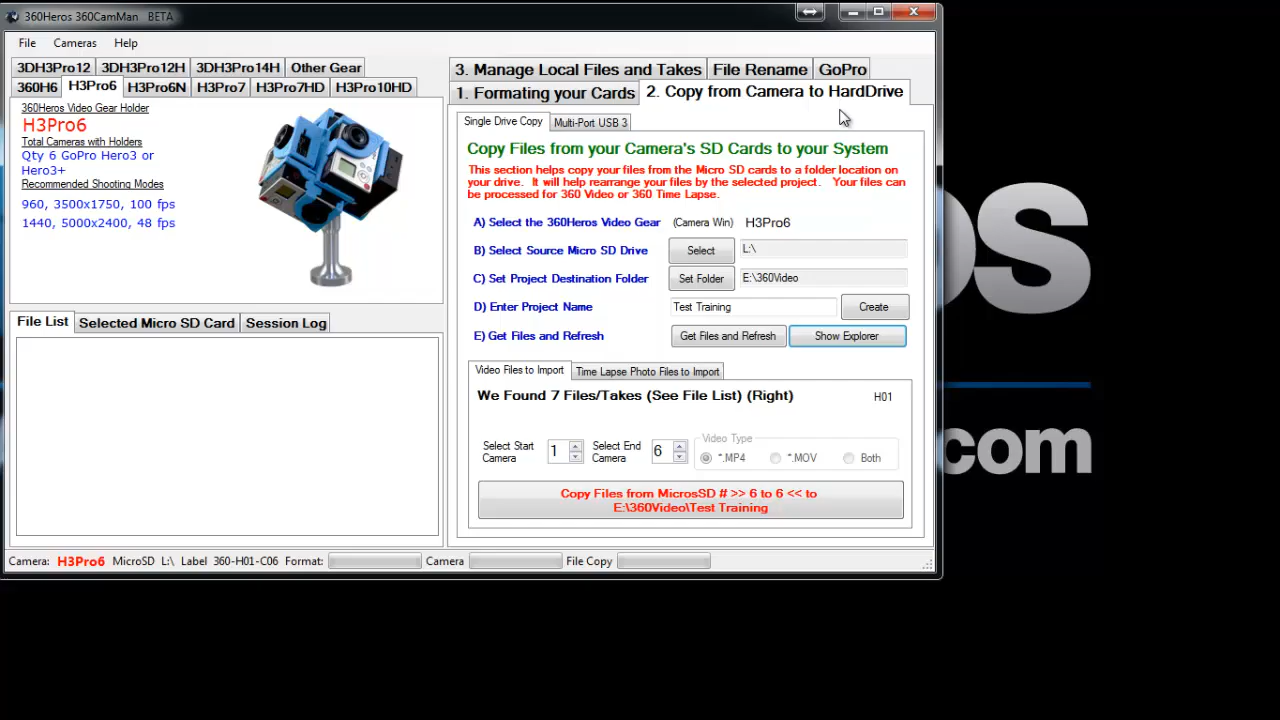 360Heros 360CamMan BETA
File Cameras Help
3DH3Pro12 3DH3Pro12H 3DH3Pro14H Other Gear
360H6 H3Pro6 H3Pro6N H3Pro7 H3Pro7HD H3Pro10HD
360Heros Video Gear Holder
H3Pro6
Total Cameras with Holders
Qty 6 GoPro Hero3 or
Hero3+
Recommended Shooting Modes
960, 3500x1750, 100 fps
1440, 5000x2400, 48 fps
File List Selected Micro SD Card Session Log
3. Manage Local Files and Takes File Rename GoPro
1. Formating your Cards 2. Copy from Camera to HardDrive
Single Drive Copy Multi-Port USB 3
Copy Files from your Camera's SD Cards to your System
This section helps copy your files from the Micro SD cards to a folder location on
your drive. It will help rearrange your files by the selected project. Your files can
be processed for 360 Video or 360 Time Lapse.
A) Select the 360Heros Video Gear (Camera Win) H3Pro6
B) Select Source Micro SD Drive Select L:\
C) Set Project Destination Folder Set Folder E:\360Video
D) Enter Project Name Test Training Create
E) Get Files and Refresh Get Files and Refresh Show Explorer
Video Files to Import Time Lapse Photo Files to Import
We Found 7 Files/Takes (See File List) (Right) H01
Select Start
Camera
1
Select End
Camera
6
Video Type
*.MP4 *.MOV Both
Copy Files from MicrosSD # >> 6 to 6 << to
E:\360Video\Test Training
Camera: H3Pro6 MicroSD L:\ Label 360-H01-C06 Format: Camera File Copy
os
.com